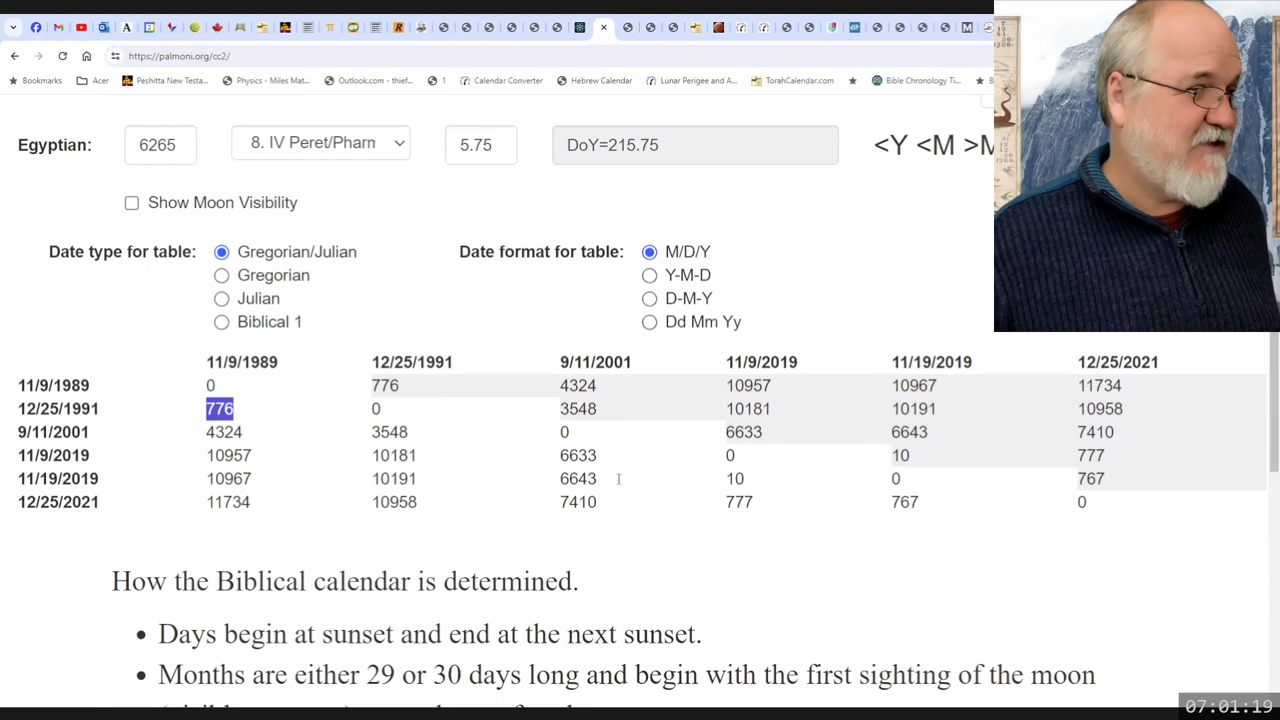 https://palmoni.org/cc2/
Bookmarks Acer Peshitta New Testa... Physics - Miles Mat... Outlook.com - thief... 1 Calendar Converter Hebrew Calendar Lunar Perigee and A... TorahCalendar.com Bible Chronology Ti...
Egyptian: 6265 8. IV Peret/Pharm 5.75 DoY=215.75 <Y <M >M
Show Moon Visibility
Date type for table: Gregorian/Julian Date format for table: M/D/Y
Gregorian Y-M-D
Julian D-M-Y
Biblical 1 Dd Mm Yy
11/9/1989 12/25/1991 9/11/2001 11/9/2019 11/19/2019 12/25/2021
11/9/1989 0 776 4324 10957 10967 11734
12/25/1991 776 0 3548 10181 10191 10958
9/11/2001 4324 3548 0 6633 6643 7410
11/9/2019 10957 10181 6633 0 10 777
11/19/2019 10967 10191 6643 10 0 767
12/25/2021 11734 10958 7410 777 767 0
How the Biblical calendar is determined.
• Days begin at sunset and end at the next sunset.
• Months are either 29 or 30 days long and begin with the first sighting of the moon
07:01:19